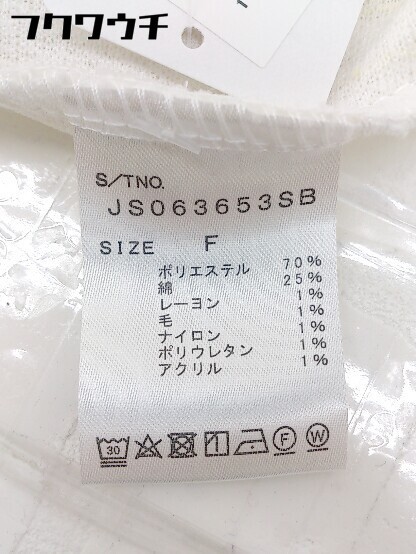 フクワウチ
S/TNO.
JS063653SB
SIZE F
ポリエステル 70%
綿 25%
レーヨン 1%
毛 1%
ナイロン 1%
ポリウレタン 1%
アクリル 1%
30 F W